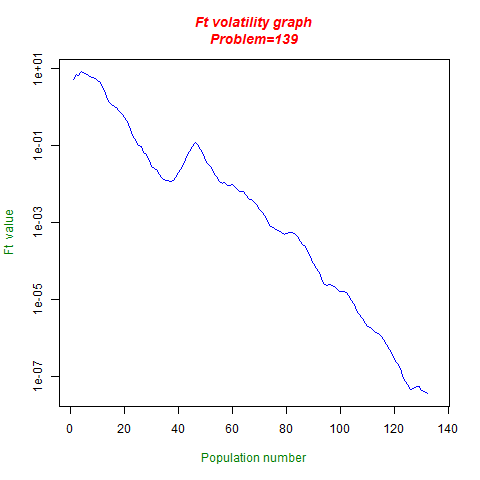 Ft volatility graph
Problem=139
Ft value
1e+01
1e-01
1e-03
1e-05
1e-07
0 20 40 60 80 100 120 140
Population number